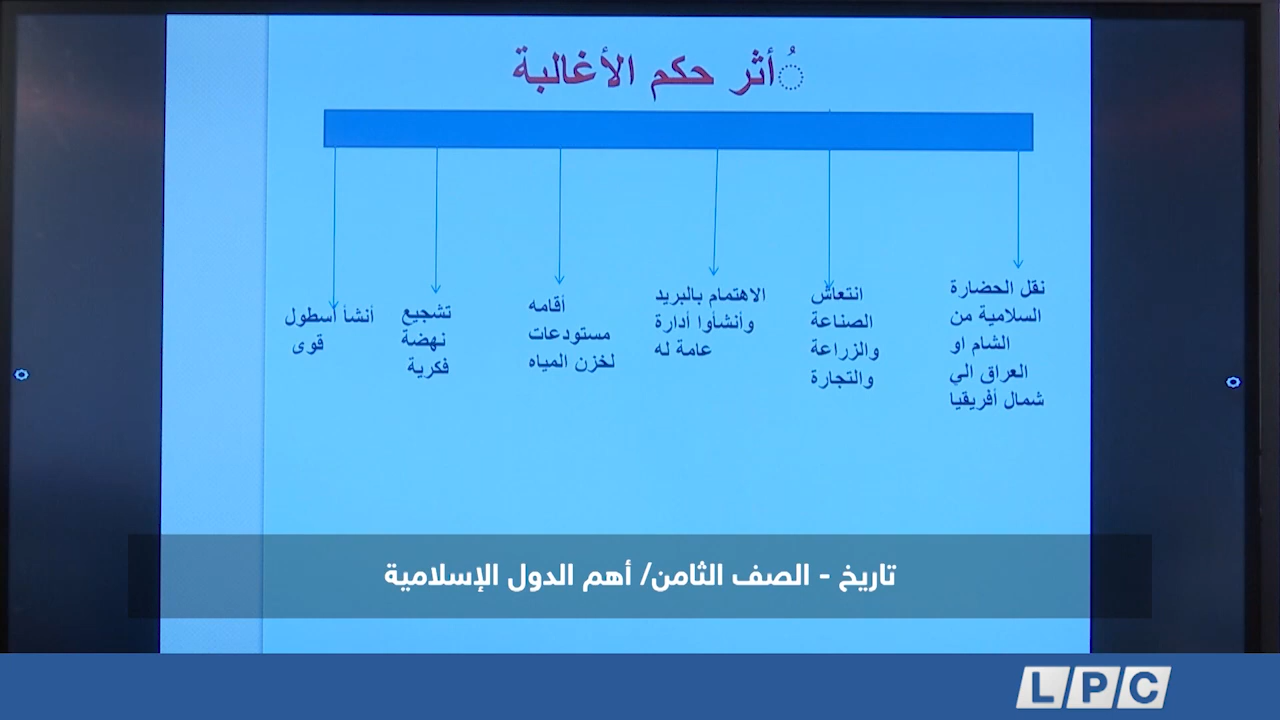 ُأثر حكم الأغالبة
نقل الحضارة
السلامية من
الشام او
العراق الي
شمال أفريقيا
انتعاش
الصناعة
والزراعة
والتجارة
الاهتمام بالبريد
وأنشأوا أدارة
عامة له
أقامه
مستودعات
لخزن المياه
تشجيع
نهضة
فكرية
أنشأ أسطول
قوى
تاريخ - الصف الثامن/ أهم الدول الإسلامية
LPC